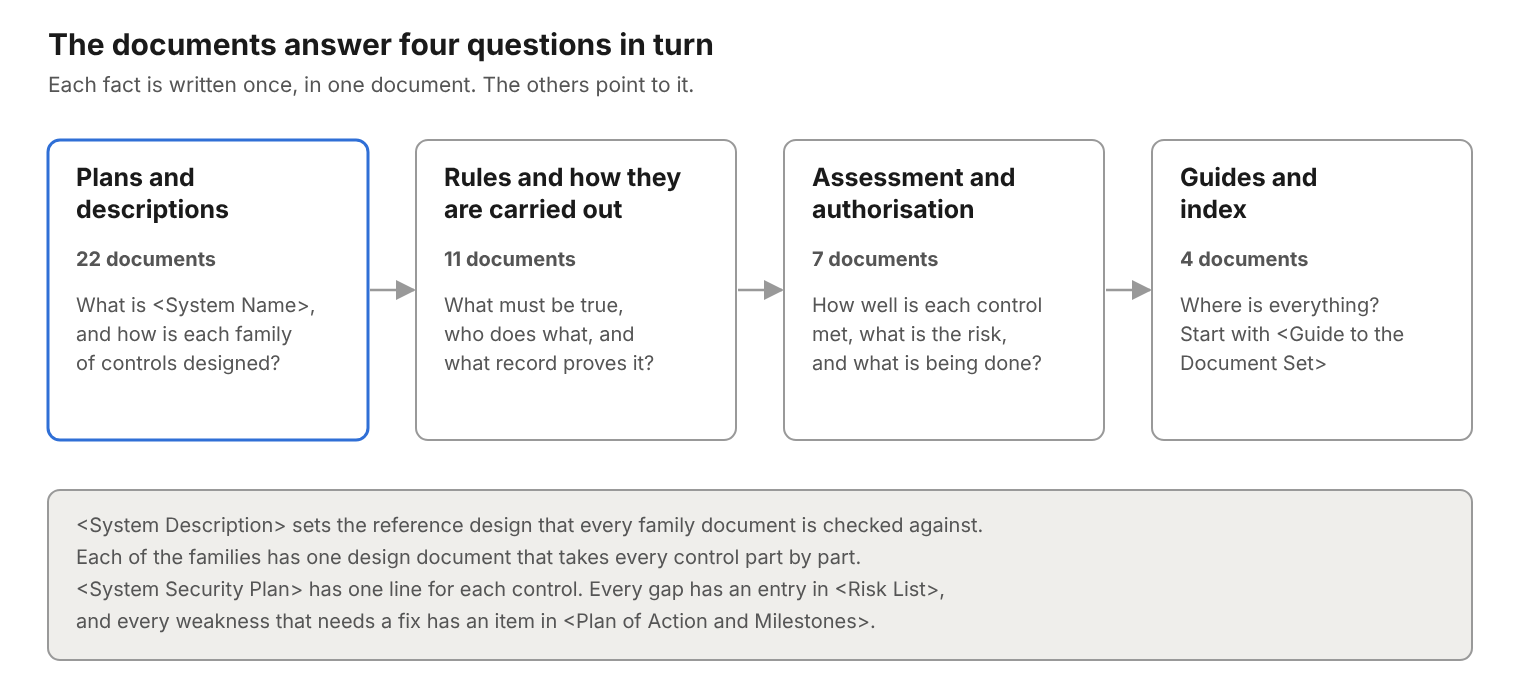 The documents answer four questions in turn
Each fact is written once, in one document. The others point to it.
Plans and
descriptions
22 documents
What is <System Name>,
and how is each family
of controls designed?
Rules and how they
are carried out
11 documents
What must be true,
who does what, and
what record proves it?
Assessment and
authorisation
7 documents
How well is each control
met, what is the risk,
and what is being done?
Guides and
index
4 documents
Where is everything?
Start with <Guide to the
Document Set>
<System Description> sets the reference design that every family document is checked against.
Each of the families has one design document that takes every control part by part.
<System Security Plan> has one line for each control. Every gap has an entry in <Risk List>,
and every weakness that needs a fix has an item in <Plan of Action and Milestones>.